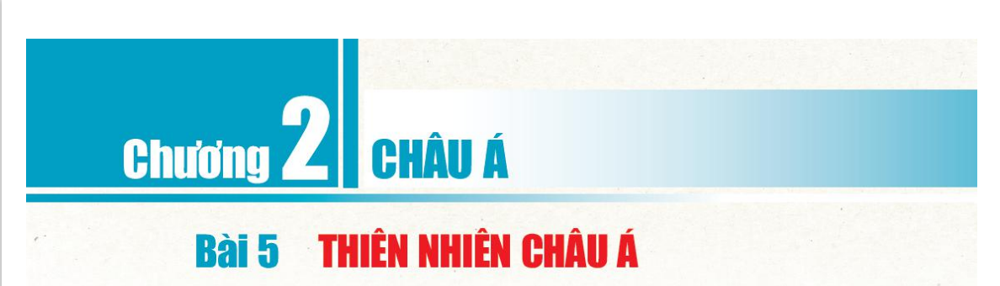 Chương 2 CHÂU Á
Bài 5 THIÊN NHIÊN CHÂU Á